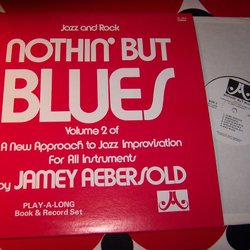 Jazz and Rock
NOTHIN' BUT
BLUES
Volume 2 of
A New Approach to Jazz Improvisation
For All Instruments
by JAMEY AEBERSOLD
PLAY-A-LONG
Book & Record Set